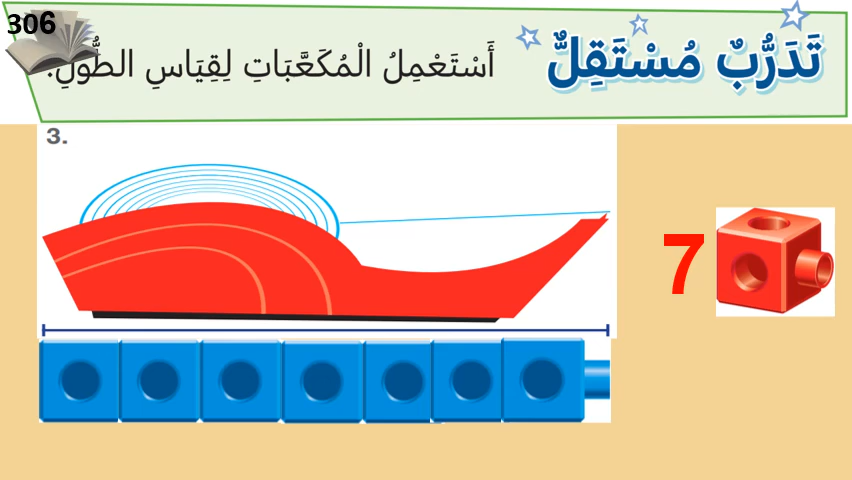 306
تَدَرُّبٌ مُسْتَقِلٌّ
أَسْتَعْمِلُ الْمُكَعَّبَاتِ لِقِيَاسِ الطُّولِ.
3.
7